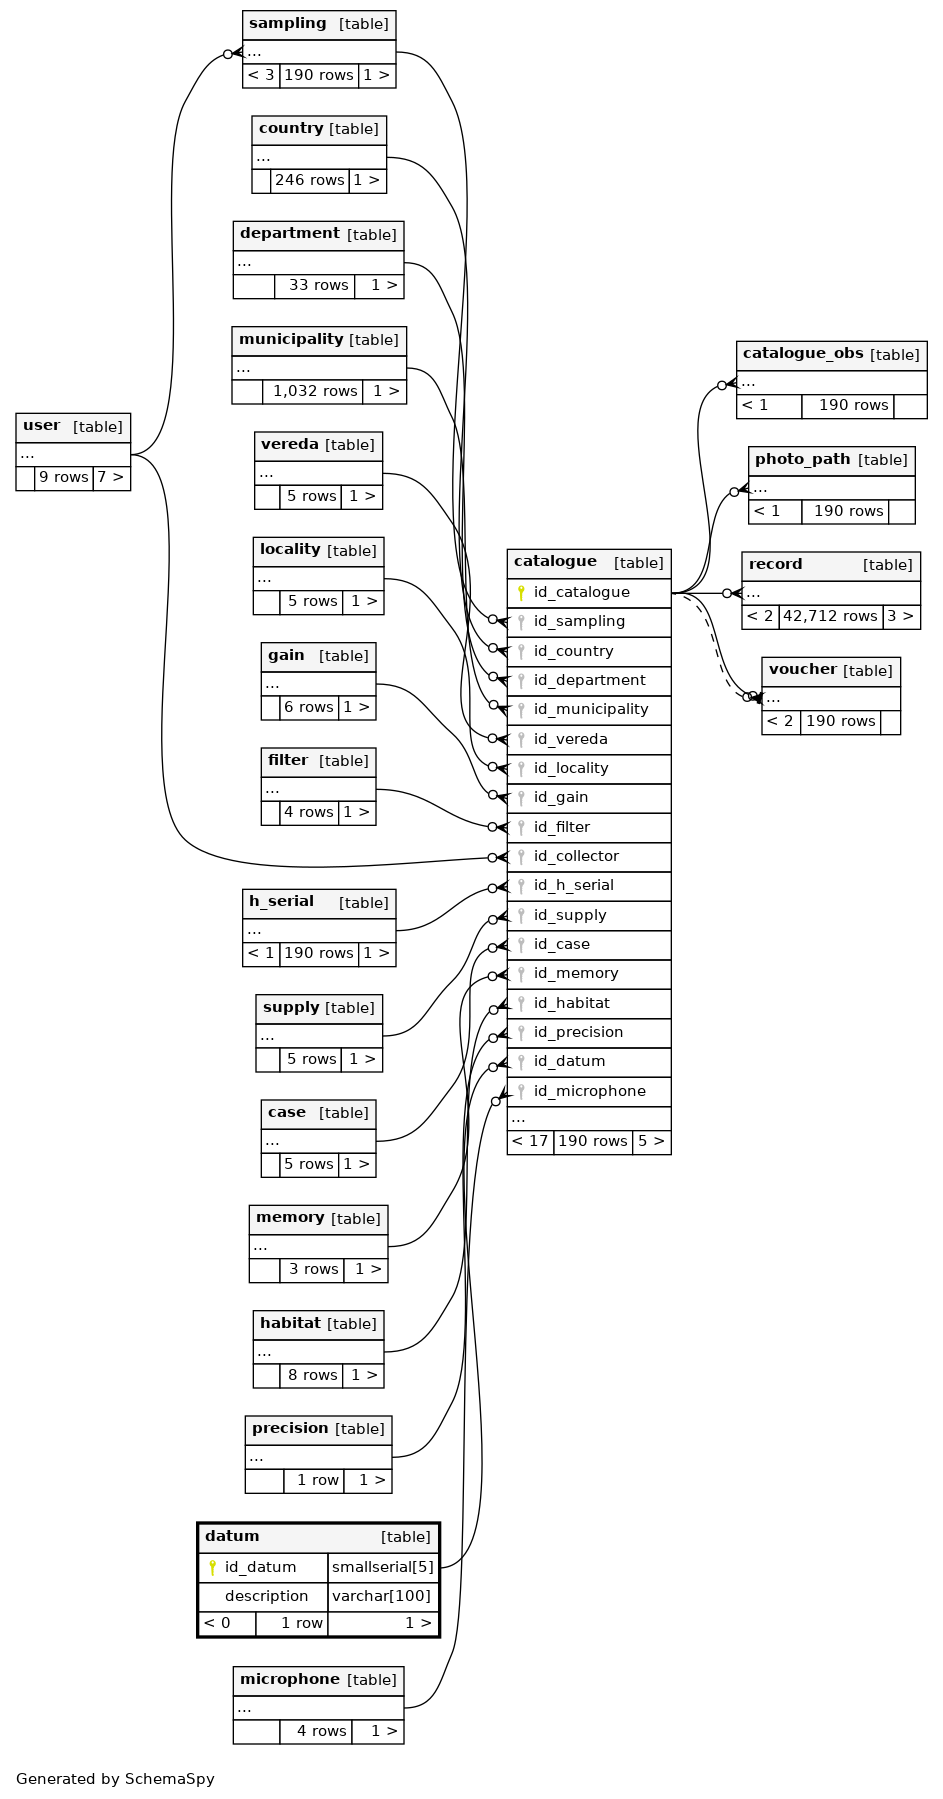 sampling [table]
...
< 3 190 rows 1 >
country [table]
...
246 rows 1 >
department [table]
...
33 rows 1 >
municipality [table]
...
1,032 rows 1 >
user [table]
...
9 rows 7 >
vereda [table]
...
5 rows 1 >
locality [table]
...
5 rows 1 >
gain [table]
...
6 rows 1 >
filter [table]
...
4 rows 1 >
h_serial [table]
...
< 1 190 rows 1 >
supply [table]
...
5 rows 1 >
case [table]
...
5 rows 1 >
memory [table]
...
3 rows 1 >
habitat [table]
...
8 rows 1 >
precision [table]
...
1 row 1 >
datum [table]
id_datum smallserial[5]
description varchar[100]
< 0 1 row 1 >
microphone [table]
...
4 rows 1 >
catalogue [table]
id_catalogue
id_sampling
id_country
id_department
id_municipality
id_vereda
id_locality
id_gain
id_filter
id_collector
id_h_serial
id_supply
id_case
id_memory
id_habitat
id_precision
id_datum
id_microphone
...
< 17 190 rows 5 >
catalogue_obs [table]
...
< 1 190 rows
photo_path [table]
...
< 1 190 rows
record [table]
...
< 2 42,712 rows 3 >
voucher [table]
...
< 2 190 rows
Generated by SchemaSpy